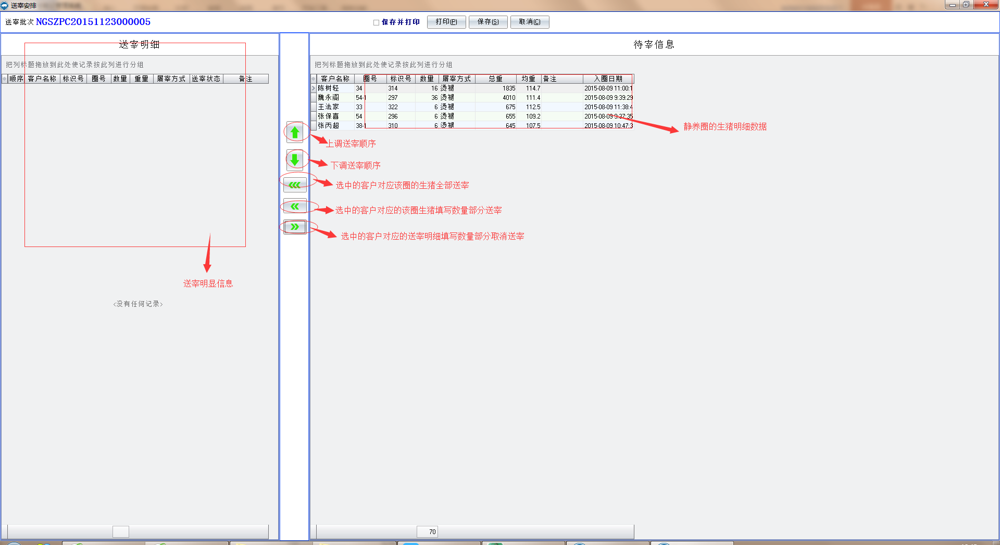 送宰安排
送宰批次 NGSZPC20151123000005
保存并打印 打印(P) 保存(S) 取消(C)
送宰明细
把列标题拖放到此处使记录按此列进行分组
顺序 客户名称 标识号 圈号 数量 重量 屠宰方式 送宰状态 备注
送宰明显信息
<没有任何记录>
上调送宰顺序
下调送宰顺序
选中的客户对应该圈的生猪全部送宰
选中的客户对应的该圈生猪填写数量部分送宰
选中的客户对应的送宰明细填写数量部分取消送宰
待宰信息
把列标题拖放到此处使记录按此列进行分组
客户名称 圈号 标识号 数量 屠宰方式 总重 均重 备注 入圈日期
陈树轻 34 314 16 烫褪 1835 114.7 2015-08-09 11:00:1
魏永阁 54-1 297 36 烫褪 4010 111.4 2015-08-09 9:39:29
王法家 33 322 6 烫褪 675 112.5 2015-08-09 11:38:4
张保喜 54 296 6 烫褪 655 109.2 2015-08-09 9:37:35
张丙超 38-1 310 6 烫褪 645 107.5 2015-08-09 10:47:3
静养圈的生猪明细数据
70